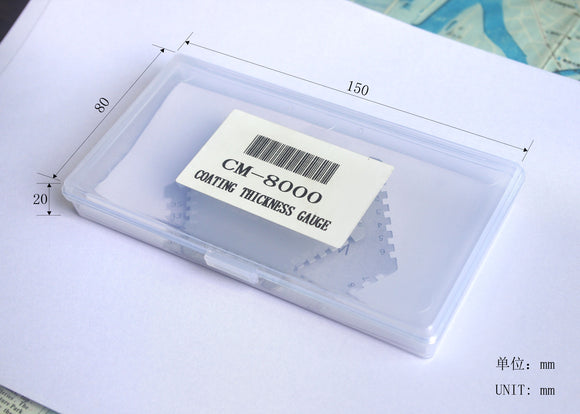 150
80
20
CM-8000
COATING THICKNESS GAUGE
单位: mm
UNIT: mm